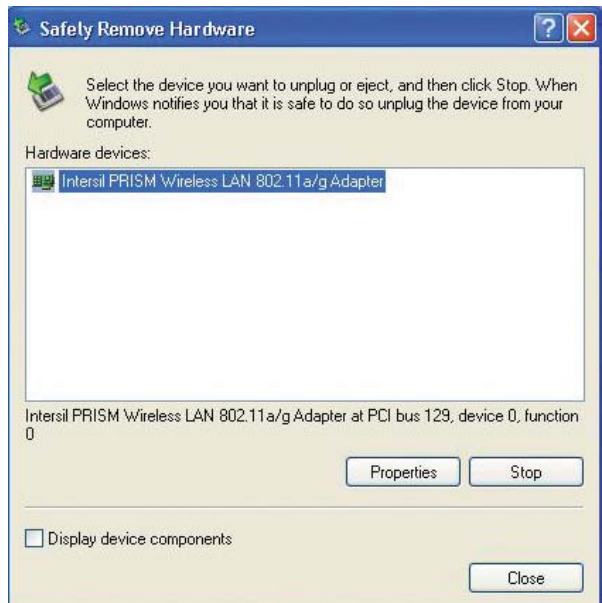 Safely Remove Hardware
Select the device you want to unplug or eject, and then click Stop. When
Windows notifies you that it is safe to do so unplug the device from your
computer.
Hardware devices:
Intersil PRISM Wireless LAN 802.11a/g Adapter
Intersil PRISM Wireless LAN 802.11a/g Adapter at PCI bus 129, device 0, function
0
Properties Stop
Display device components
Close